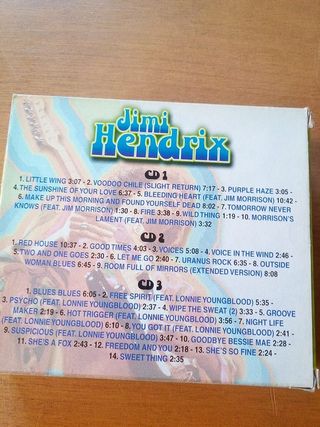 Jimi
Hendrix
CD 1
1. LITTLE WING 3:07 - 2. VOODOO CHILE (SLIGHT RETURN) 7:17 - 3. PURPLE HAZE 3:05 -
4. THE SUNSHINE OF YOUR LOVE 6:37 - 5. BLEEDING HEART (FEAT. JIM MORRISON) 10:42 -
6. MAKE UP THIS MORNING AND FOUND YOURSELF DEAD 8:02 - 7. TOMORROW NEVER
KNOWS (FEAT. JIM MORRISON) 4:30 - 8. FIRE 3:38 - 9. WILD THING 1:19 - 10. MORRISON'S
LAMENT (FEAT. JIM MORRISON) 3:32
CD 2
1. RED HOUSE 10:37 - 2. GOOD TIMES 4:03 - 3. VOICES 5:08 - 4. VOICE IN THE WIND 2:46 -
5. TWO AND ONE GOES 2:30 - 6. LET ME GO 2:40 - 7. URANUS ROCK 6:35 - 8. OUTSIDE
WOMAN BLUES 6:45 - 9. ROOM FULL OF MIRRORS (EXTENDED VERSION) 8:08
CD 3
1. BLUES BLUES 6:05 - 2. FREE SPIRIT (FEAT. LONNIE YOUNGBLOOD) 5:35 -
3. PSYCHO (FEAT. LONNIE YOUNGBLOOD) 2:37 - 4. WIPE THE SWEAT (2) 3:33 - 5. GROOVE
MAKER 2:19 - 6. HOT TRIGGER (FEAT. LONNIE YOUNGBLOOD) 3:56 - 7. NIGHT LIFE
(FEAT. LONNIE YOUNGBLOOD) 6:10 - 8. YOU GOT IT (FEAT. LONNIE YOUNGBLOOD) -
9. SUSPICIOUS (FEAT. LONNIE YOUNGBLOOD) 3:47 - 10. GOODBYE BESSIE MAE 2:28 -
11. SHE'S A FOX 2:43 - 12. FREEDOM AND YOU 2:18 - 13. SHE'S SO FINE 2:24 -
14. SWEET THING 2:35